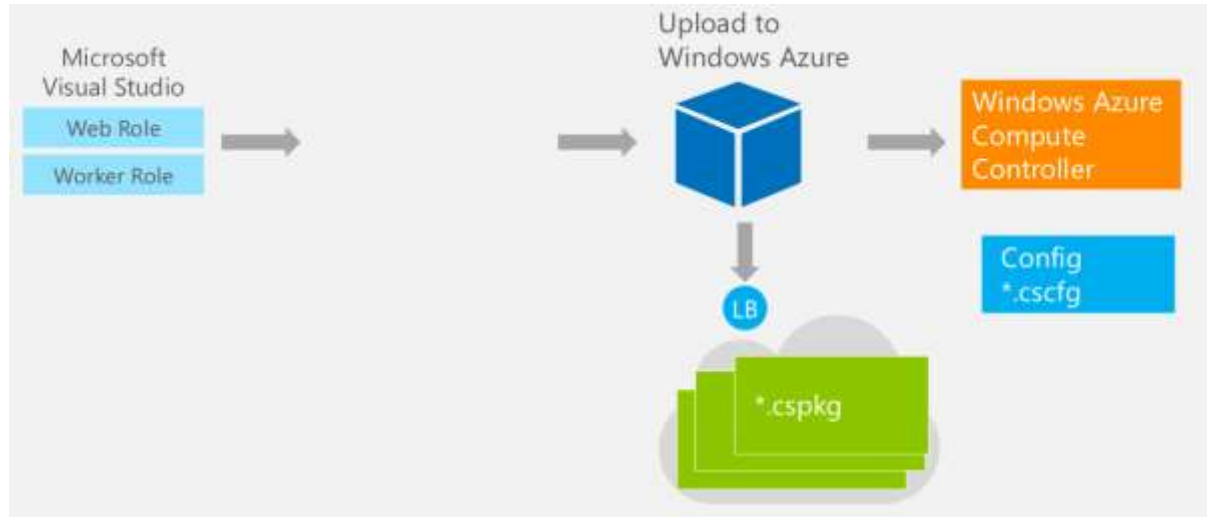 Microsoft
Visual Studio
Web Role
Worker Role
Upload to
Windows Azure
Windows Azure
Compute
Controller
Config
*.cscfg
LB
*.cspkg